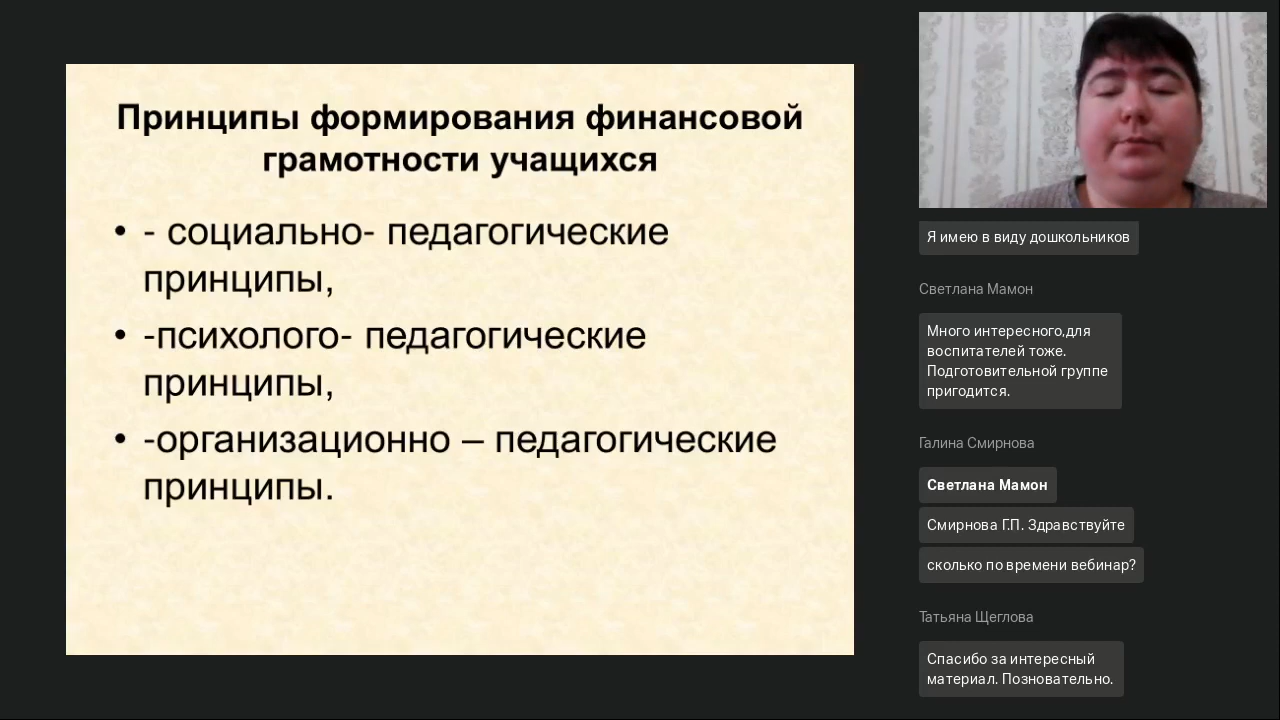 Принципы формирования финансовой
грамотности учащихся
• - социально- педагогические
принципы,
• -психолого- педагогические
принципы,
• -организационно – педагогические
принципы.
Я имею в виду дошкольников
Светлана Мамон
Много интересного,для
воспитателей тоже.
Подготовительной группе
пригодится.
Галина Смирнова
Светлана Мамон
Смирнова Г.П. Здравствуйте
сколько по времени вебинар?
Татьяна Щеглова
Спасибо за интересный
материал. Позновательно.